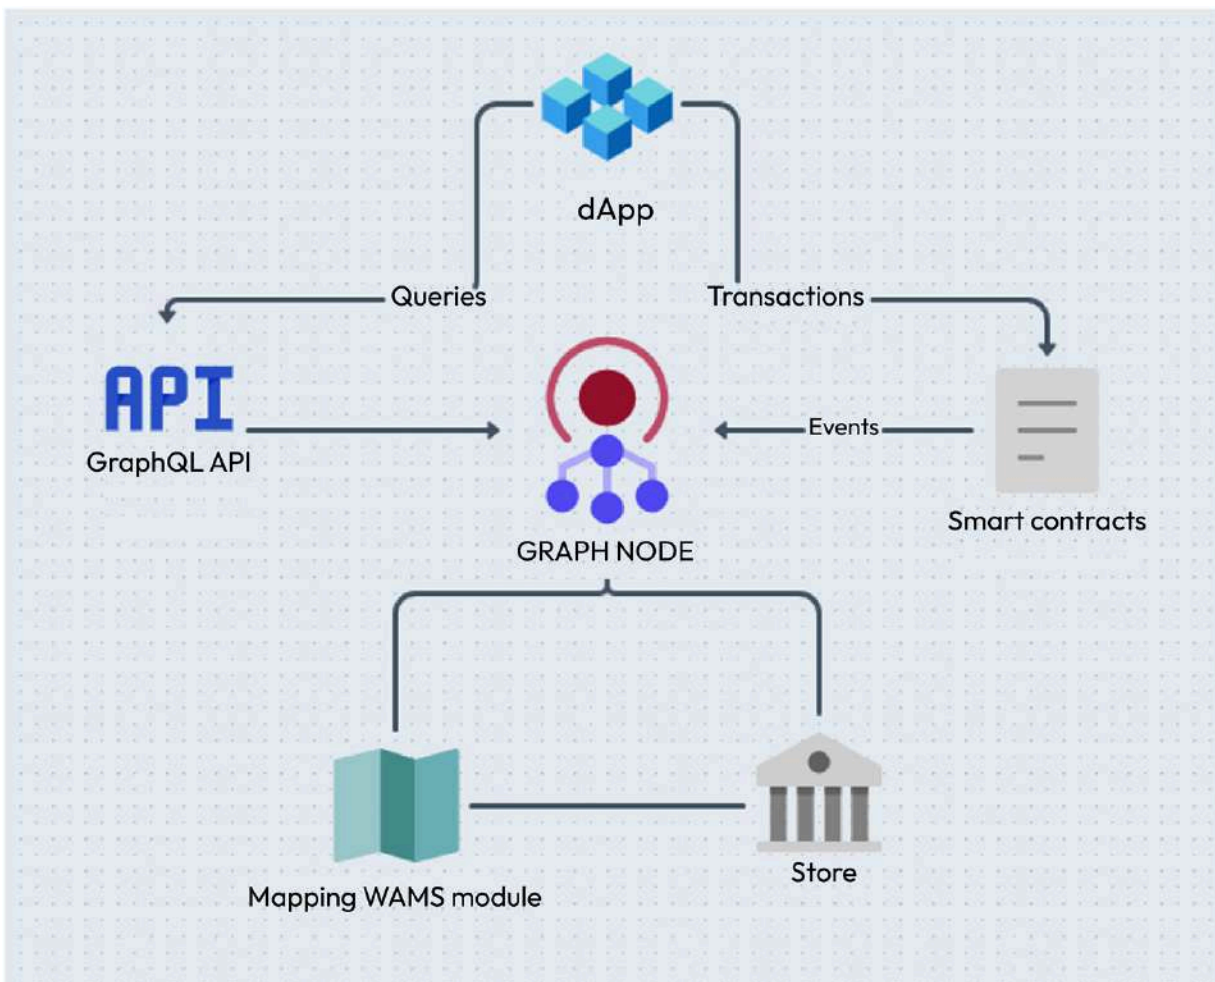 dApp
Queries
Transactions
API
GraphQL API
Events
Smart contracts
GRAPH NODE
Mapping WAMS module
Store